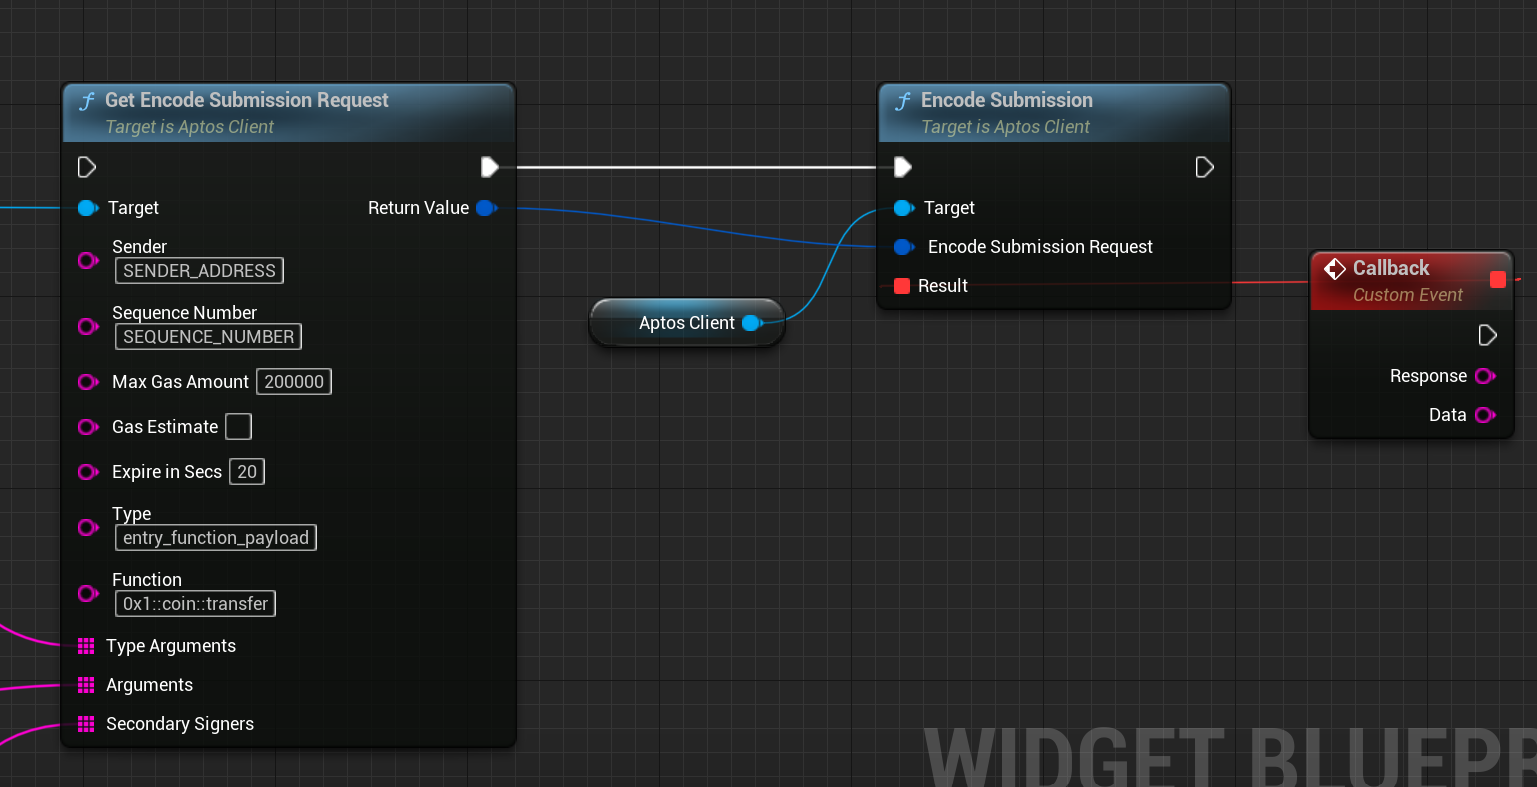 Get Encode Submission Request
Target is Aptos Client
Target
Return Value
Sender
SENDER_ADDRESS
Sequence Number
SEQUENCE_NUMBER
Max Gas Amount 200000
Gas Estimate
Expire in Secs 20
Type
entry_function_payload
Function
0x1::coin::transfer
Type Arguments
Arguments
Secondary Signers
Aptos Client
Encode Submission
Target is Aptos Client
Target
Encode Submission Request
Result
Callback
Custom Event
Response
Data
WIDGET BLUEPR